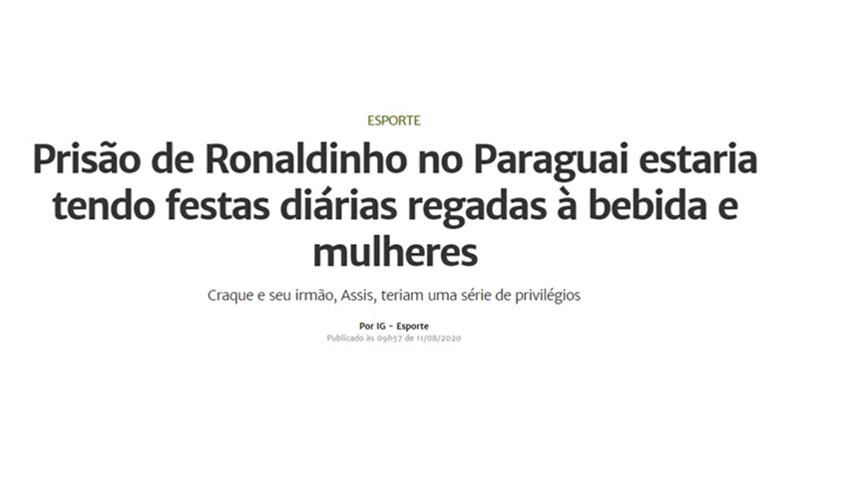 ESPORTE
Prisão de Ronaldinho no Paraguai estaria
tendo festas diárias regadas à bebida e
mulheres
Craque e seu irmão, Assis, teriam uma série de privilégios
Por IG - Esporte
Publicado às 09h57 de 11/08/2020